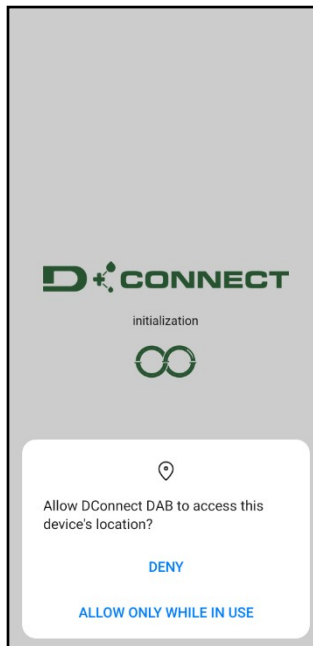 D CONNECT
initialization
Allow DConnect DAB to access this
device's location?
DENY
ALLOW ONLY WHILE IN USE